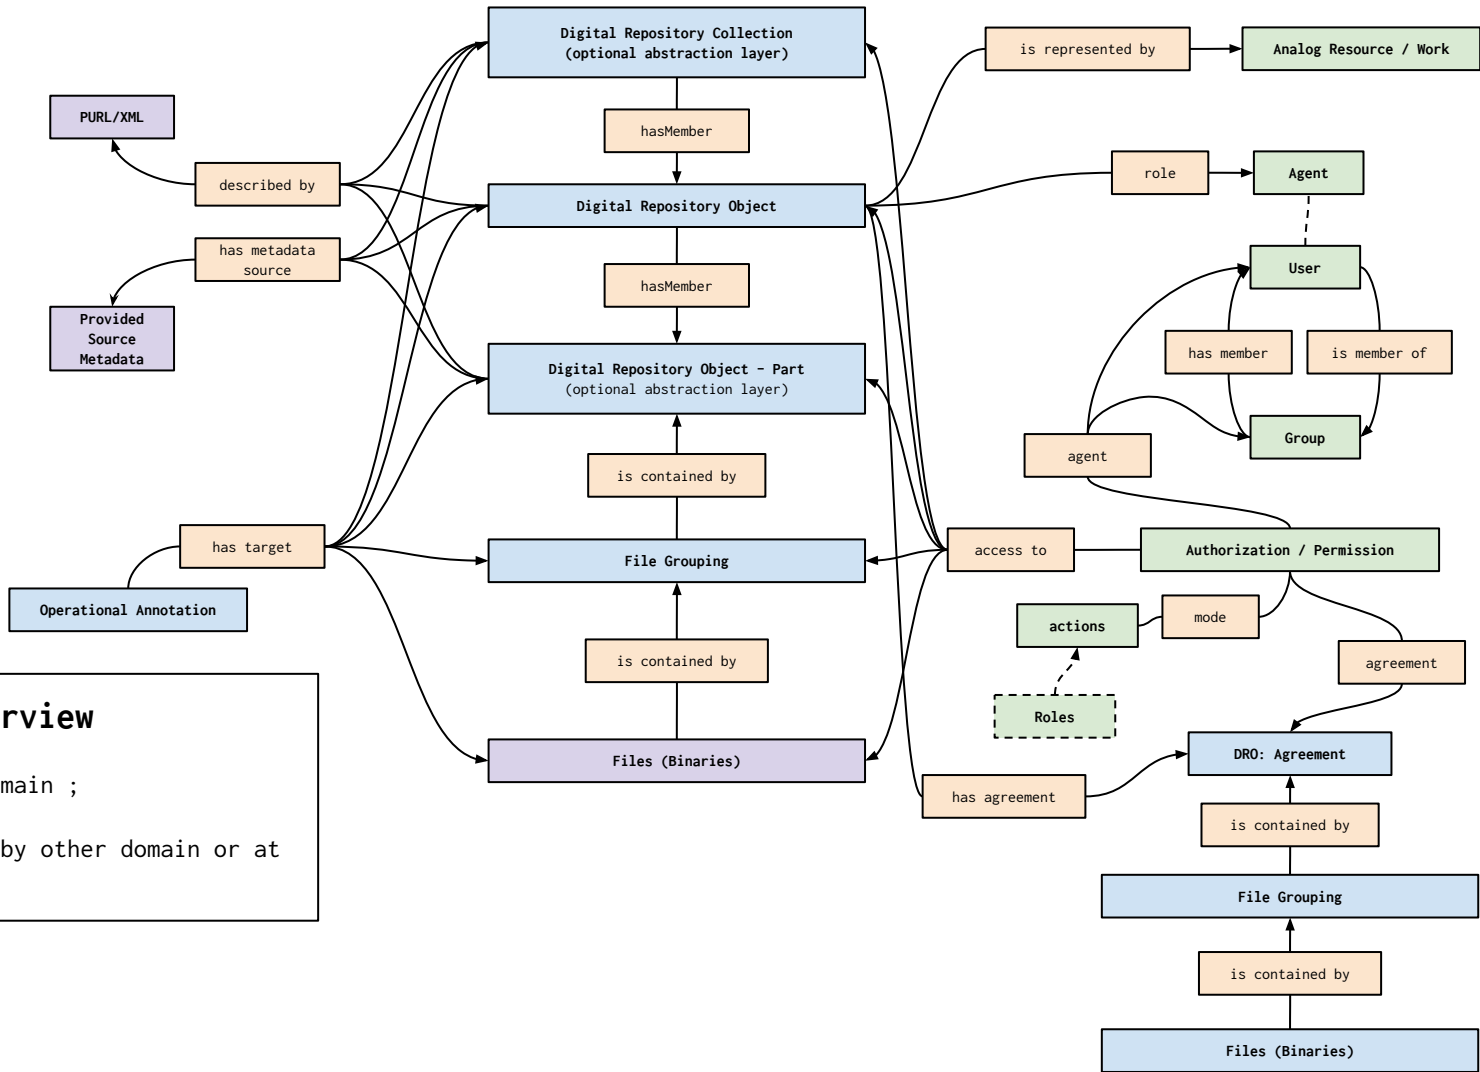 Digital Repository Collection
(optional abstraction layer)
is represented by
Analog Resource / Work
PURL/XML
hasMember
described by
role
Agent
Digital Repository Object
has metadata
source
User
hasMember
Provided
Source
Metadata
has member
is member of
Digital Repository Object - Part
(optional abstraction layer)
agent
Group
is contained by
has target
access to
Authorization / Permission
File Grouping
Operational Annotation
actions
mode
is contained by
agreement
rview
Roles
Files (Binaries)
DRO: Agreement
main ;
has agreement
is contained by
by other domain or at
File Grouping
is contained by
Files (Binaries)